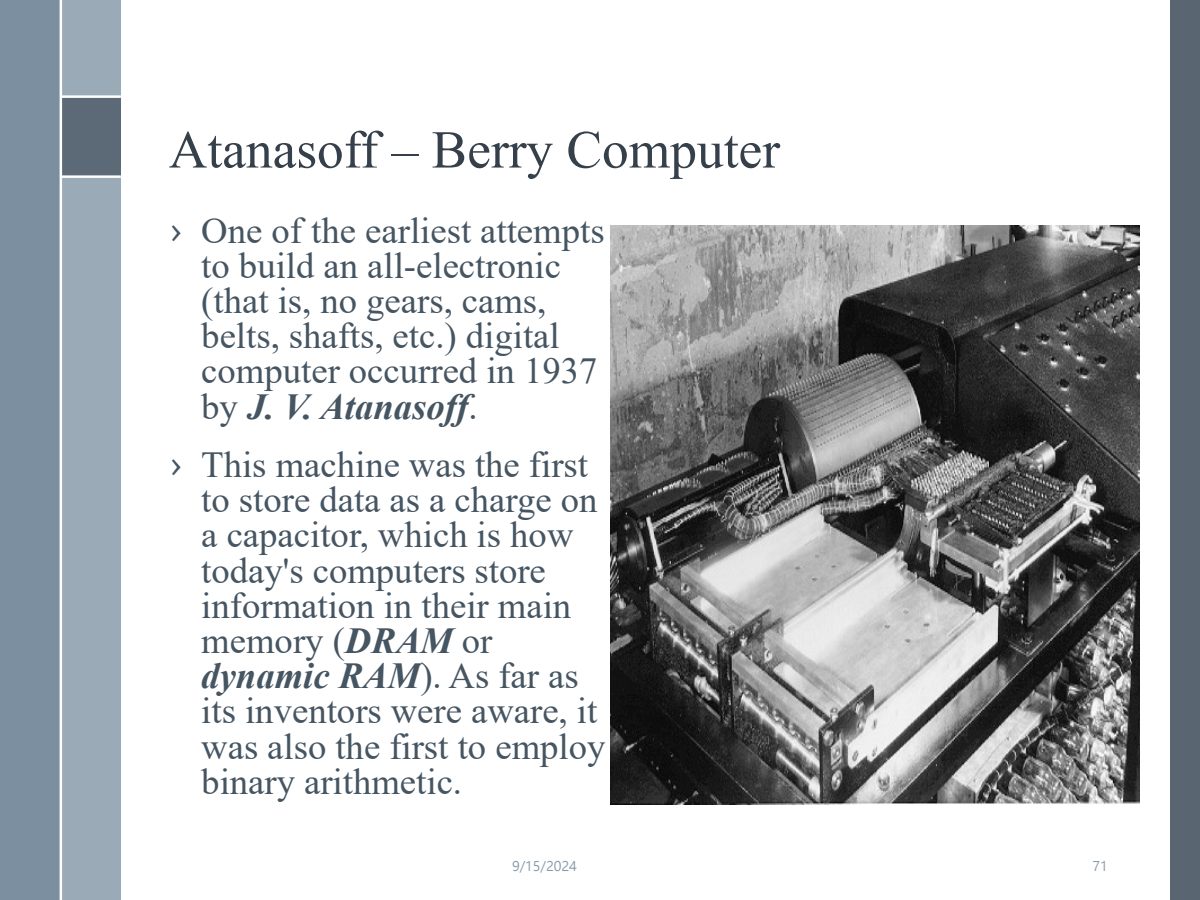 Atanasoff – Berry Computer
› One of the earliest attempts
to build an all-electronic
(that is, no gears, cams,
belts, shafts, etc.) digital
computer occurred in 1937
by J. V. Atanasoff.
› This machine was the first
to store data as a charge on
a capacitor, which is how
today's computers store
information in their main
memory (DRAM or
dynamic RAM). As far as
its inventors were aware, it
was also the first to employ
binary arithmetic.
9/15/2024
71